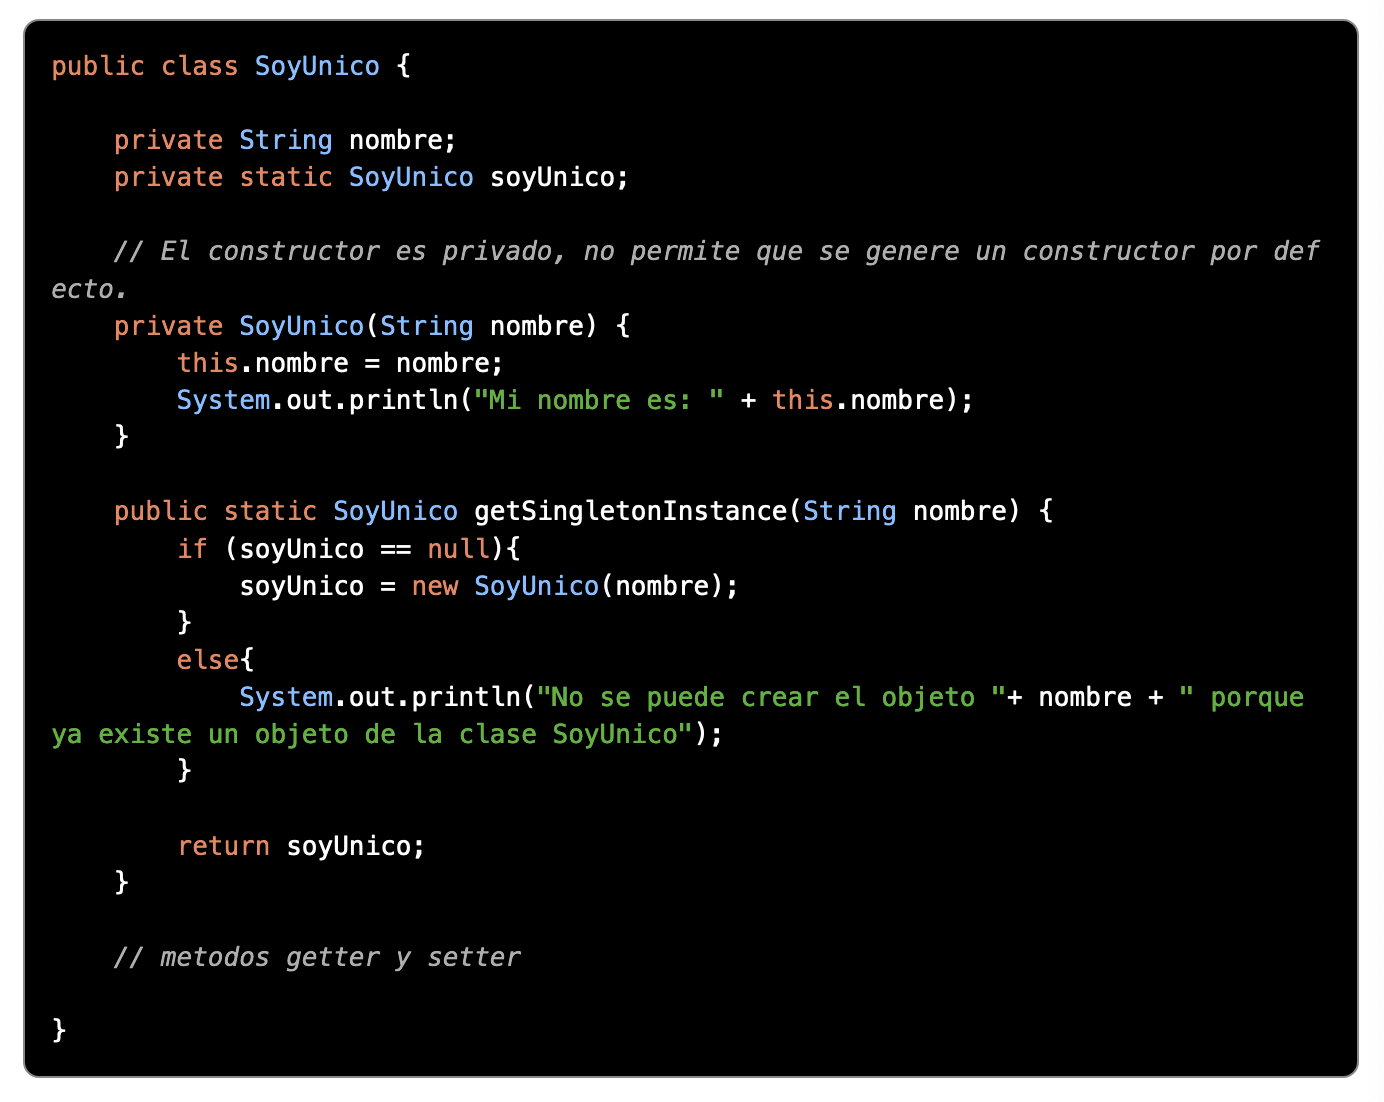 public class SoyUnico {
private String nombre;
private static SoyUnico soyUnico;
// El constructor es privado, no permite que se genere un constructor por def
ecto.
private SoyUnico(String nombre) {
this.nombre = nombre;
System.out.println("Mi nombre es: " + this.nombre);
}
public static SoyUnico getSingletonInstance(String nombre) {
if (soyUnico == null){
soyUnico = new SoyUnico(nombre);
}
else{
System.out.println("No se puede crear el objeto "+ nombre + " porque
ya existe un objeto de la clase SoyUnico");
}
return soyUnico;
}
// metodos getter y setter
}